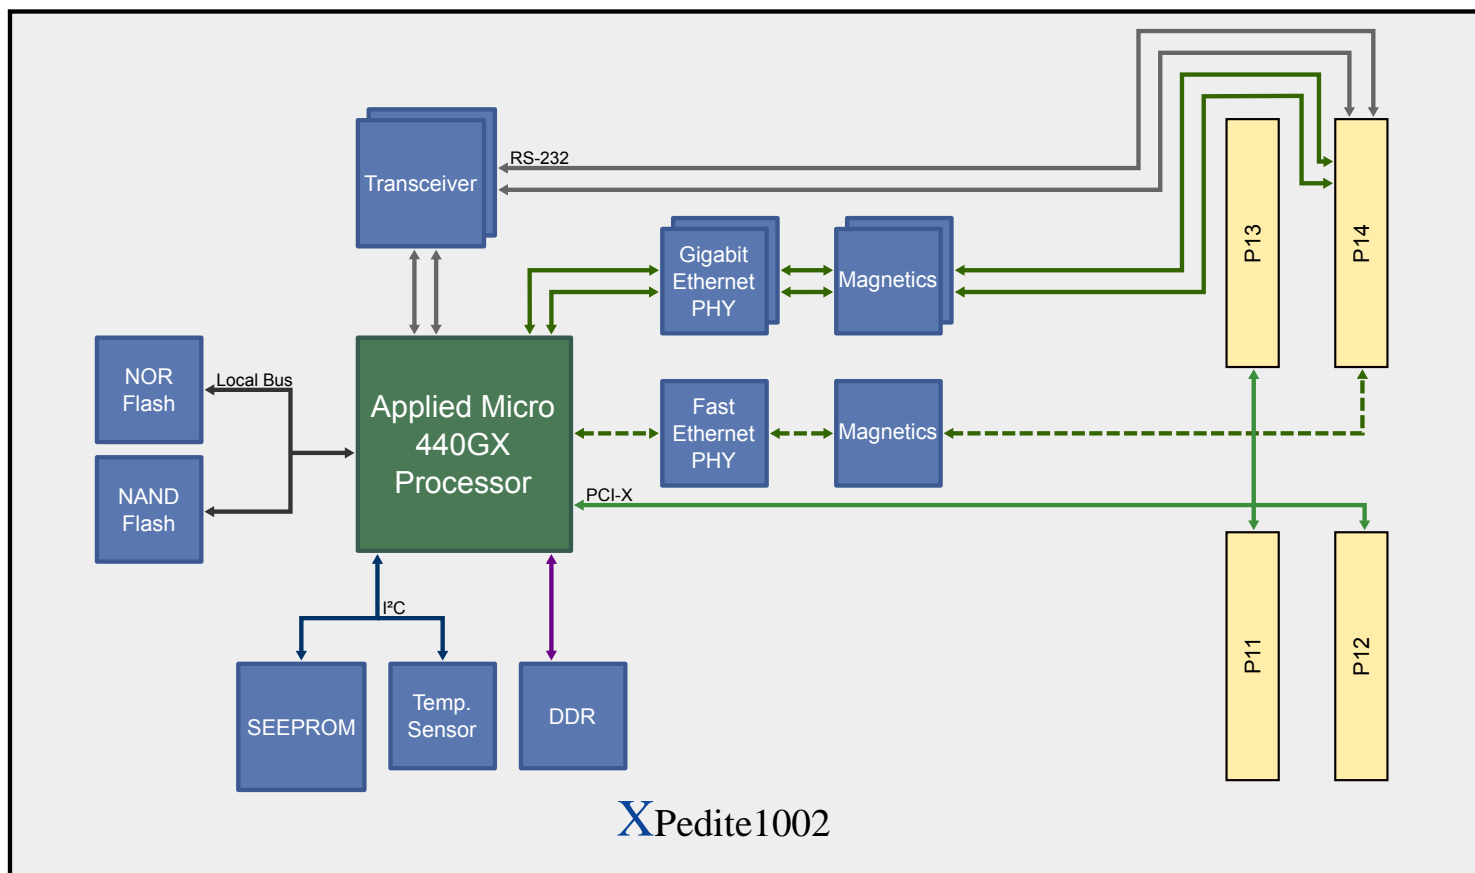 RS-232
Transceiver
Gigabit
Ethernet
PHY
Magnetics
P13
P14
NOR
Flash
Local Bus
NAND
Flash
Applied Micro
440GX
Processor
Fast
Ethernet
PHY
Magnetics
PCI-X
I²C
SEEPROM
Temp.
Sensor
DDR
P11
P12
XPedite1002